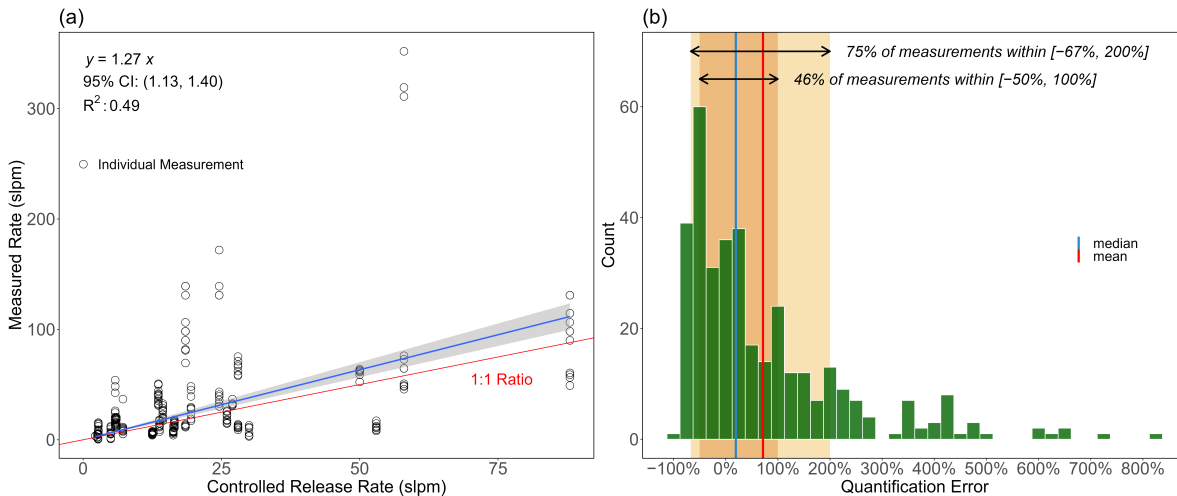 (a)
y = 1.27 x
95% CI: (1.13, 1.40)
R²: 0.49
Individual Measurement
1:1 Ratio
300
200
100
0
0
25
50
75
Measured Rate (slpm)
Controlled Release Rate (slpm)
(b)
75% of measurements within [−67%, 200%]
46% of measurements within [−50%, 100%]
median
mean
60
40
20
0
−100%
0%
100%
200%
300%
400%
500%
600%
700%
800%
Count
Quantification Error